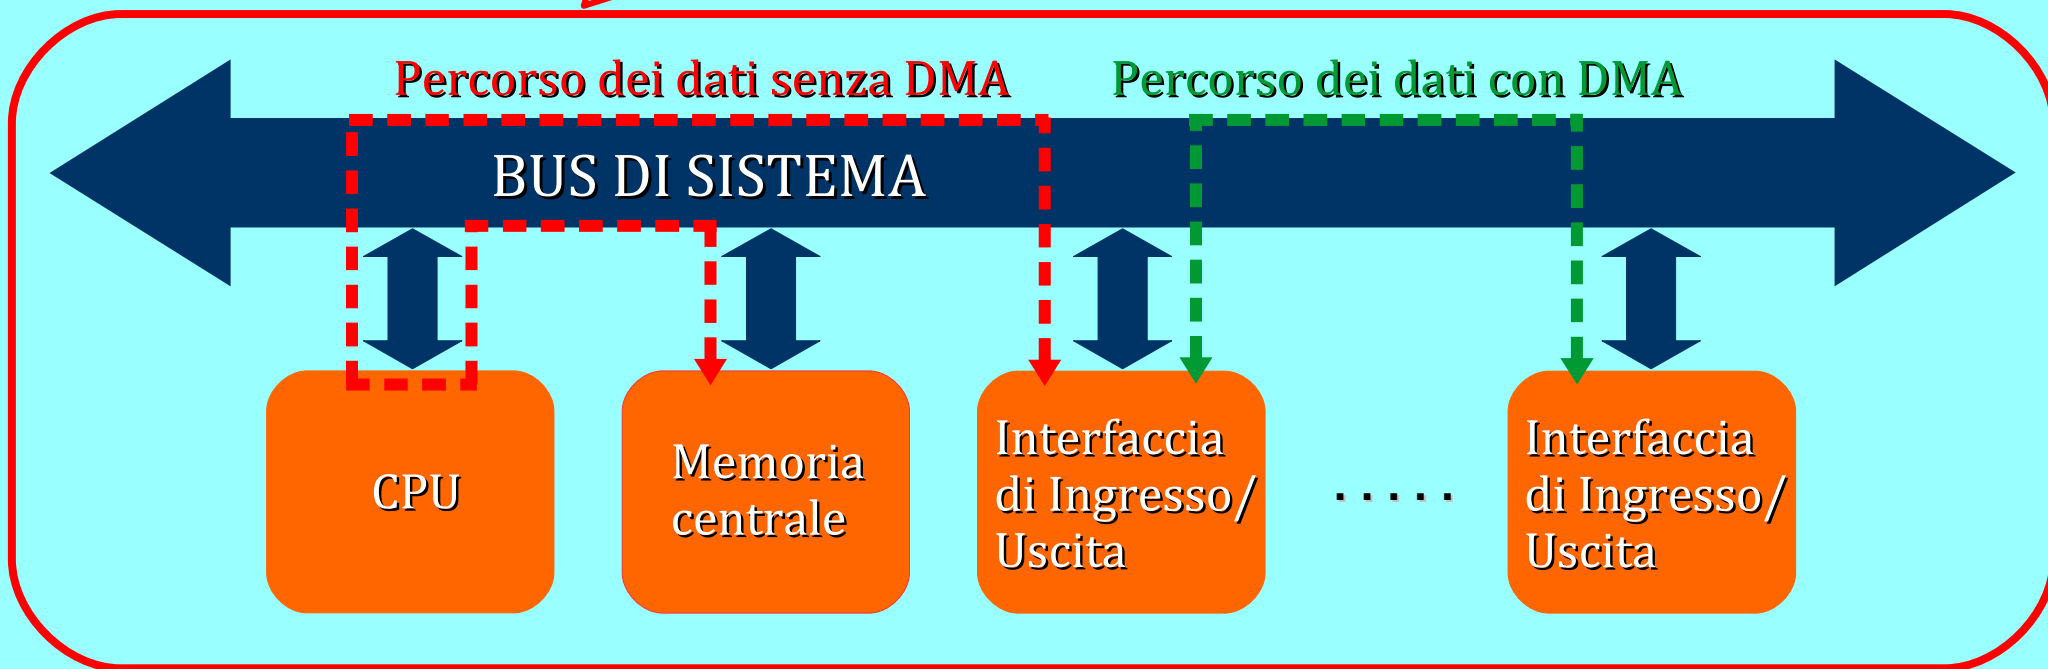 Percorso dei dati senza DMA
Percorso dei dati con DMA
BUS DI SISTEMA
CPU
Memoria
centrale
Interfaccia
di Ingresso/
Uscita
.....
Interfaccia
di Ingresso/
Uscita